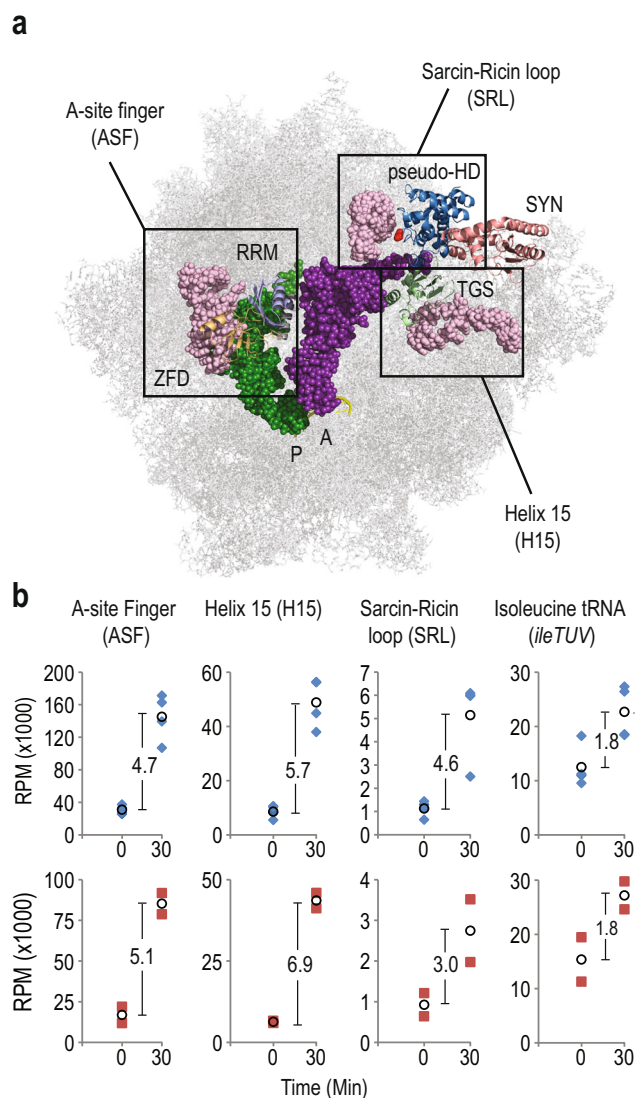 a
Sarcin-Ricin loop
(SRL)
A-site finger
(ASF)
pseudo-HD
SYN
RRM
TGS
ZFD
A
P
Helix 15
(H15)
b
A-site Finger
(ASF)
Helix 15 (H15)
Sarcin-Ricin
loop (SRL)
Isoleucine tRNA
(ileTUV)
RPM (x1000)
200
160
120
80
40
0
4.7
0 30
60
40
20
0
5.7
0 30
7
6
5
4
3
2
1
0
4.6
0 30
30
20
10
0
1.8
0 30
RPM (x1000)
100
75
50
25
0
5.1
0 30
50
25
0
6.9
0 30
4
3
2
1
0
3.0
0 30
30
20
10
0
1.8
0 30
Time (Min)